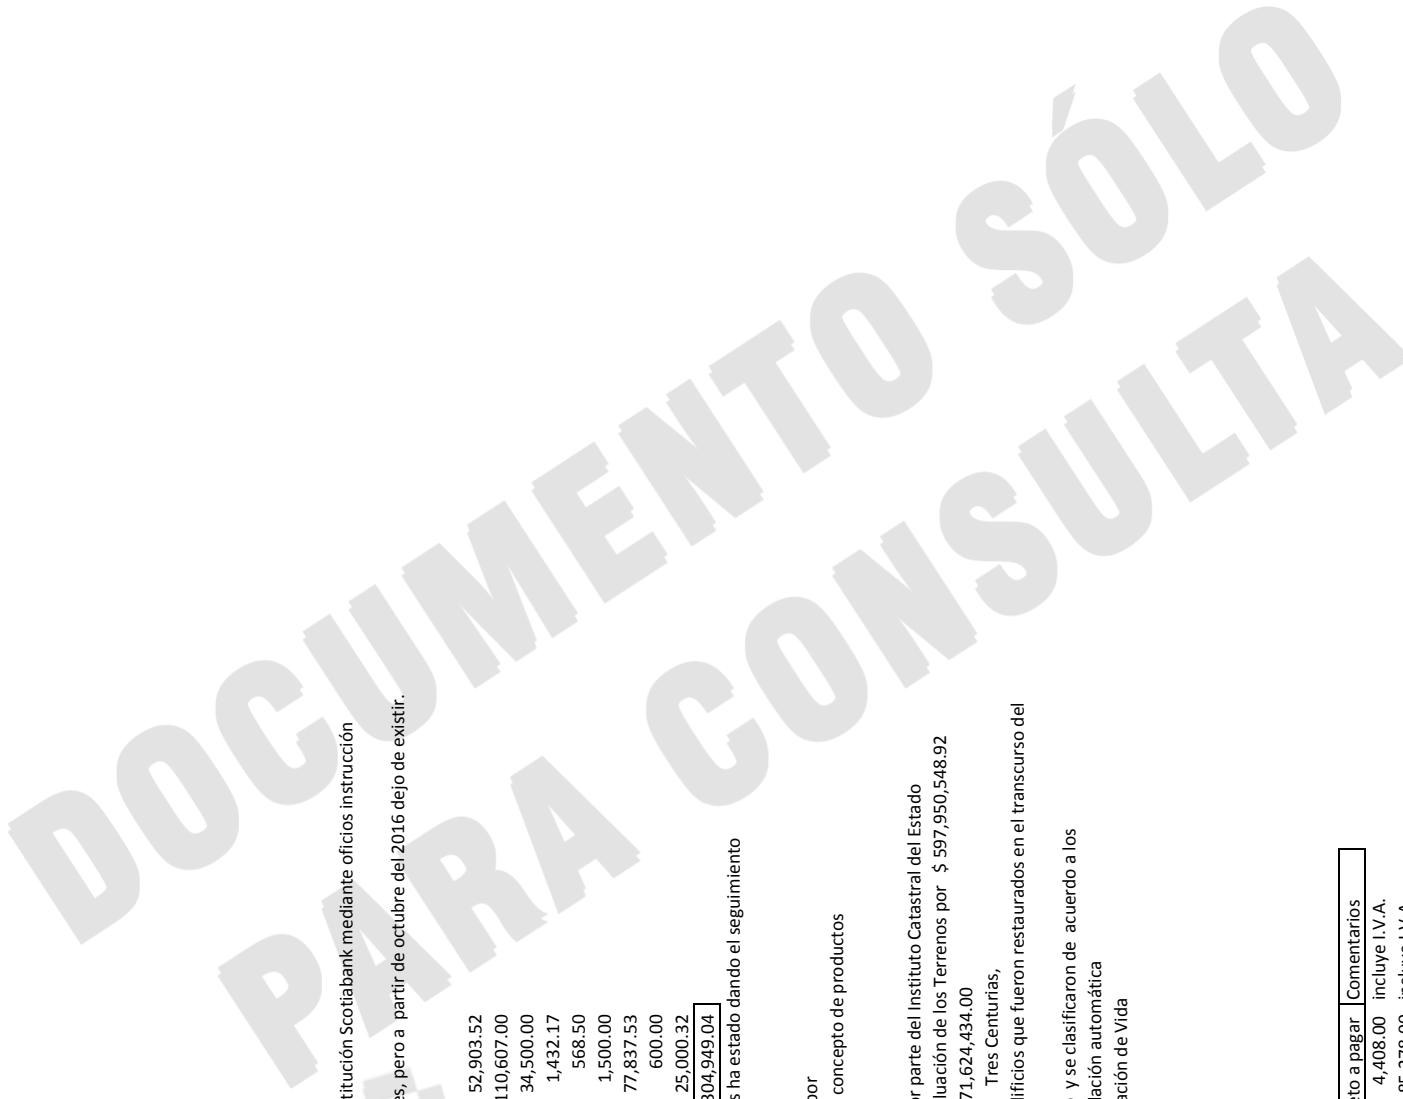 DOCUMENTO SÓLO
PARA CONSULTA
titución Scotiabank mediante oficios instrucción
es, pero a partir de octubre del 2016 dejo de existir.
52,903.52
110,607.00
34,500.00
1,432.17
568.50
1,500.00
77,837.53
600.00
25,000.32
304,949.04
s ha estado dando el seguimiento
por
concepto de productos
or parte del Instituto Catastral del Estado
luación de los Terrenos por $ 597,950,548.92
71,624,434.00
Tres Centurias,
lificios que fueron restaurados en el transcurso del
y se clasificaron de acuerdo a los
lación automática
ación de Vida
eto a pagar Comentarios
4,408.00 incluye I.V.A.